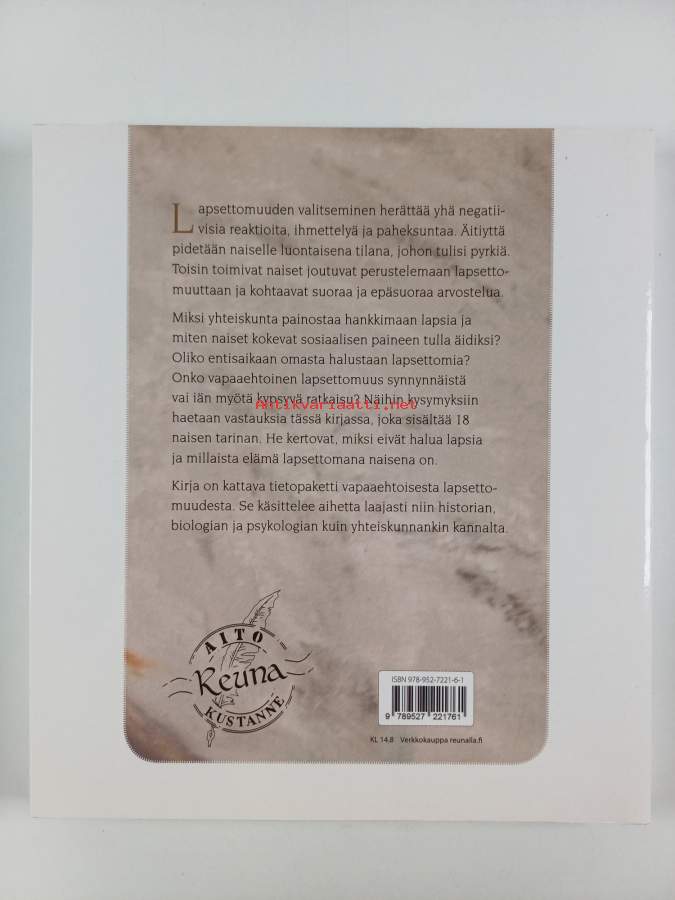 Lapsettomuuden valitseminen herättää yhä negatii-
visia reaktioita, ihmettelyä ja paheksuntaa. Äitiyttä
pidetään naiselle luontaisena tilana, johon tulisi pyrkiä.
Toisin toimivat naiset joutuvat perustelemaan lapsetto-
muuttaan ja kohtaavat suoraa ja epäsuoraa arvostelua.
Miksi yhteiskunta painostaa hankkimaan lapsia ja
miten naiset kokevat sosiaalisen paineen tulla äidiksi?
Oliko entisaikaan omasta halustaan lapsettomia?
Onko vapaaehtoinen lapsettomuus synnynnäistä
vai iän myötä kypsyvä ratkaisu? Näihin kysymyksiin
Antikvariaatti.net
haetaan vastauksia tässä kirjassa, joka sisältää 18
naisen tarinan. He kertovat, miksi eivät halua lapsia
ja millaista elämä lapsettomana naisena on.
Kirja on kattava tietopaketti vapaaehtoisesta lapsetto-
muudesta. Se käsittelee aihetta laajasti niin historian,
biologian ja psykologian kuin yhteiskunnankin kannalta.
AITO
Reuna
KUSTANNE
ISBN 978-952-7221-6-1
9 789527 221761
KL 14.8 Verkkokauppa reunalla.fi